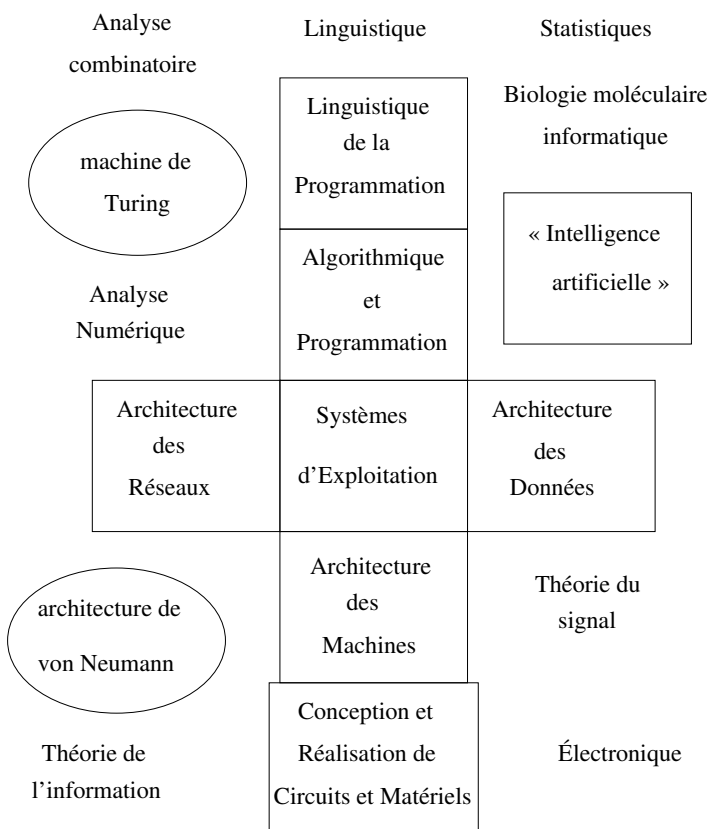 Analyse
combinatoire
Linguistique
Statistiques
Linguistique
de la
Programmation
Biologie moléculaire
informatique
machine de
Turing
« Intelligence
artificielle »
Algorithmique
et
Programmation
Analyse
Numérique
Architecture
des
Réseaux
Systèmes
d’Exploitation
Architecture
des
Données
Architecture
des
Machines
architecture de
von Neumann
Théorie du
signal
Conception et
Réalisation de
Circuits et Matériels
Théorie de
l’information
Électronique